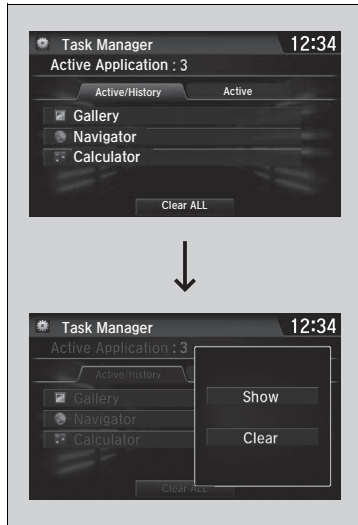 Task Manager 12:34
Active Application : 3
Active/History Active
Gallery
Navigator
Calculator
Clear ALL
Task Manager 12:34
Active Application : 3
Active/History
Gallery
Show
Navigator
Clear
Calculator
Clear ALL